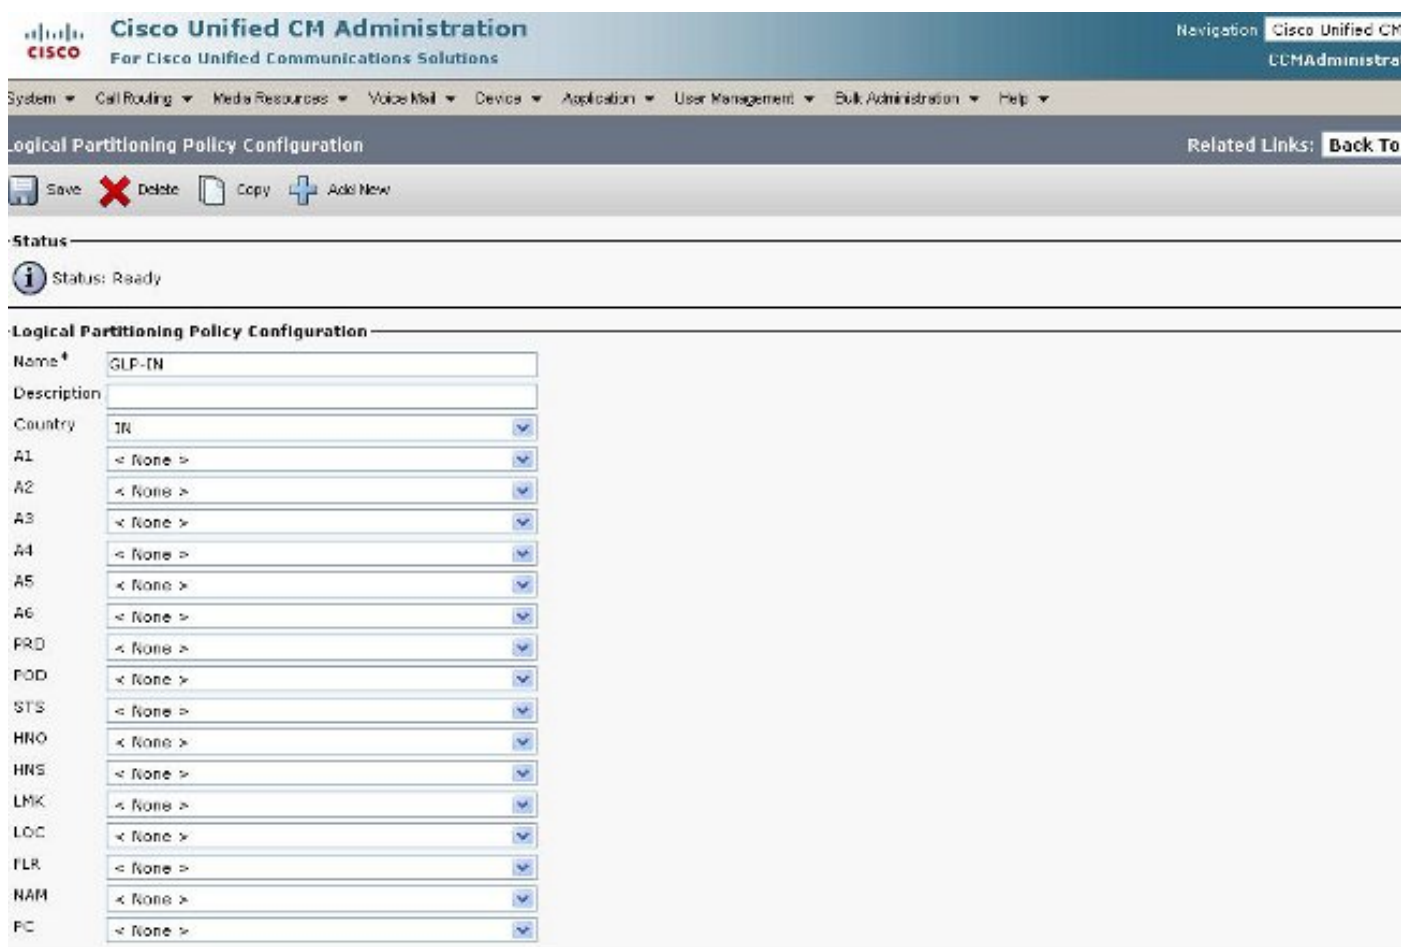 Cisco Unified CM Administration
Navigation Cisco Unified CM
CISCO For Cisco Unified Communications Solutions
CCMAdministra
System Call Routing Media Resources Voice Mail Device Application User Management Bulk Administration Help
Logical Partitioning Policy Configuration
Related Links: Back To
Save Delete Copy Add New
Status
i Status: Ready
Logical Partitioning Policy Configuration
Name* GLP-IN
Description
Country IN
A1 < None >
A2 < None >
A3 < None >
A4 < None >
A5 < None >
A6 < None >
PRD < None >
POD < None >
STS < None >
HNO < None >
HNS < None >
LMK < None >
LOC < None >
FLR < None >
NAM < None >
PC < None >